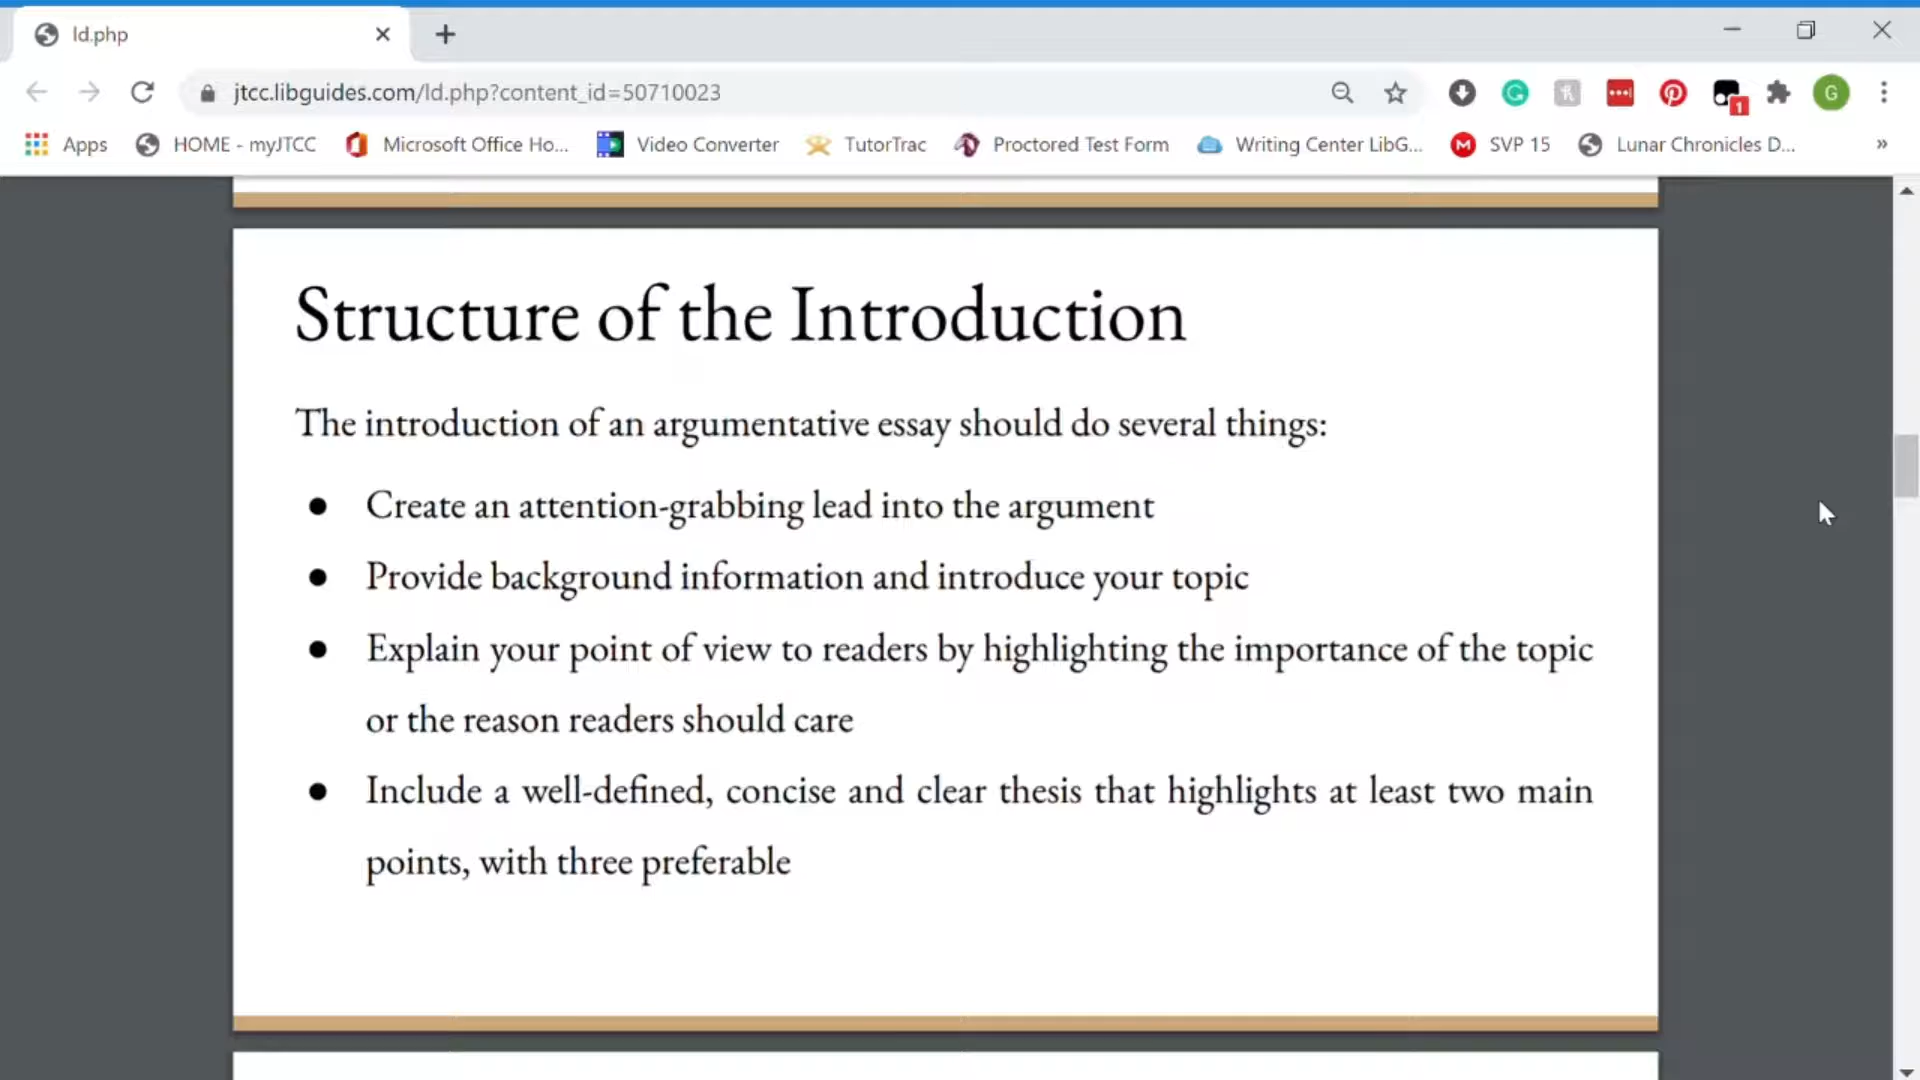 ld.php
jtcc.libguides.com/ld.php?content_id=50710023
G
1
Apps
HOME - myJTCC
Microsoft Office Ho...
Video Converter
TutorTrac
Proctored Test Form
Writing Center LibG...
SVP 15
Lunar Chronicles D...
»
Structure of the Introduction
The introduction of an argumentative essay should do several things:
● Create an attention-grabbing lead into the argument
● Provide background information and introduce your topic
● Explain your point of view to readers by highlighting the importance of the topic
or the reason readers should care
● Include a well-defined, concise and clear thesis that highlights at least two main
points, with three preferable